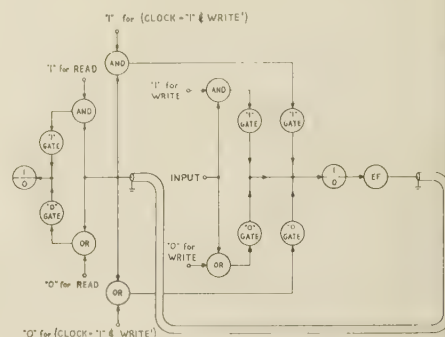 "1" for (CLOCK = "1" & WRITE')
AND
"1" for READ
AND
"1" for WRITE
AND
"1" GATE
"1" GATE
"1" GATE
1 0
INPUT
1 0
EF
"0" GATE
"0" GATE
"0" GATE
OR
"0" for WRITE
OR
"0" for READ
OR
"0" for (CLOCK = "1" & WRITE')